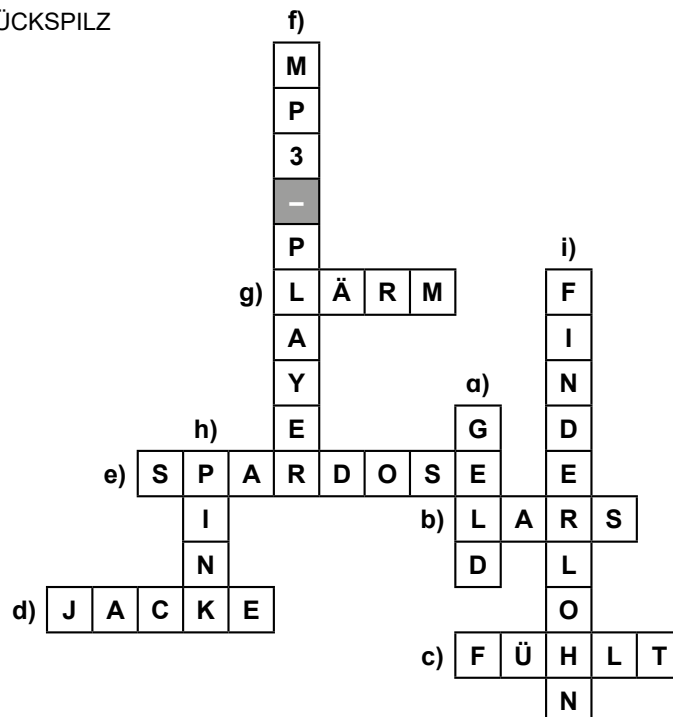 ÜCKSPILZ f)
M
P
3
–
P i)
g) L Ä R M F
A I
Y a) N
h) E G D
e) S P A R D O S E E
I b) L A R S
N D L
d) J A C K E O
c) F Ü H L T
N